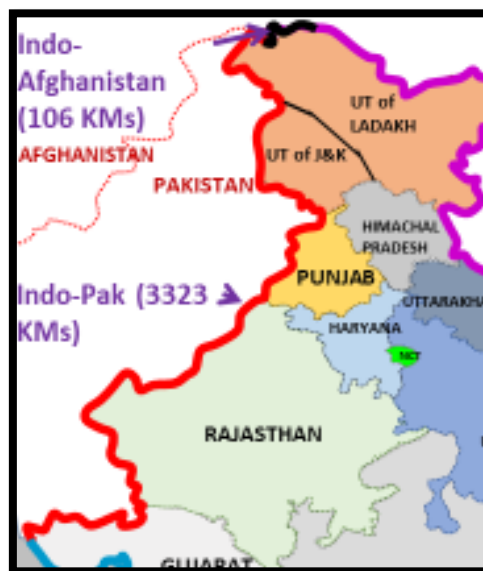 Indo-
Afghanistan
(106 KMs)
AFGHANISTAN
PAKISTAN
UT of
LADAKH
UT of J&K
HIMACHAL
PRADESH
PUNJAB
Indo-Pak (3323
KMs)
UTTARAKHA
HARYANA
NCT
RAJASTHAN
GUJARAT